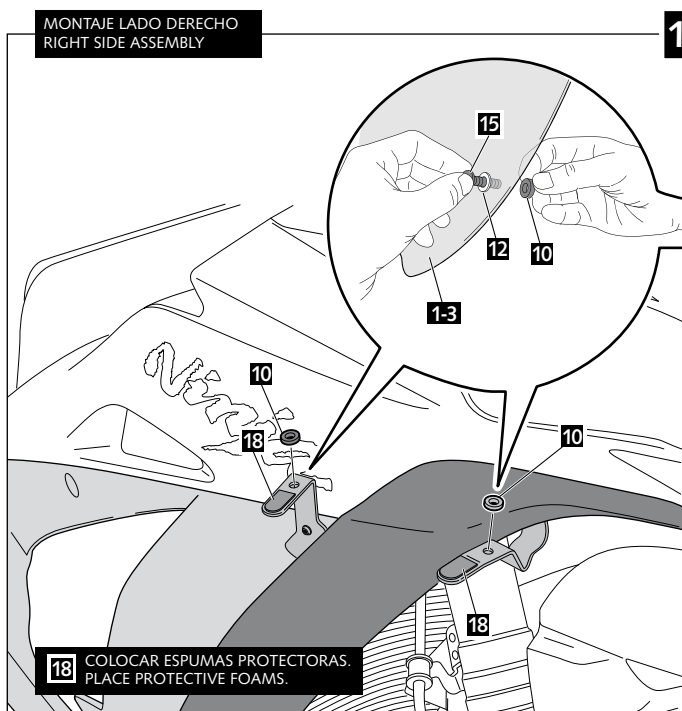 MONTAJE LADO DERECHO
RIGHT SIDE ASSEMBLY
1
15
12
10
1-3
10
18
10
18
18 COLOCAR ESPUMAS PROTECTORAS.
PLACE PROTECTIVE FOAMS.